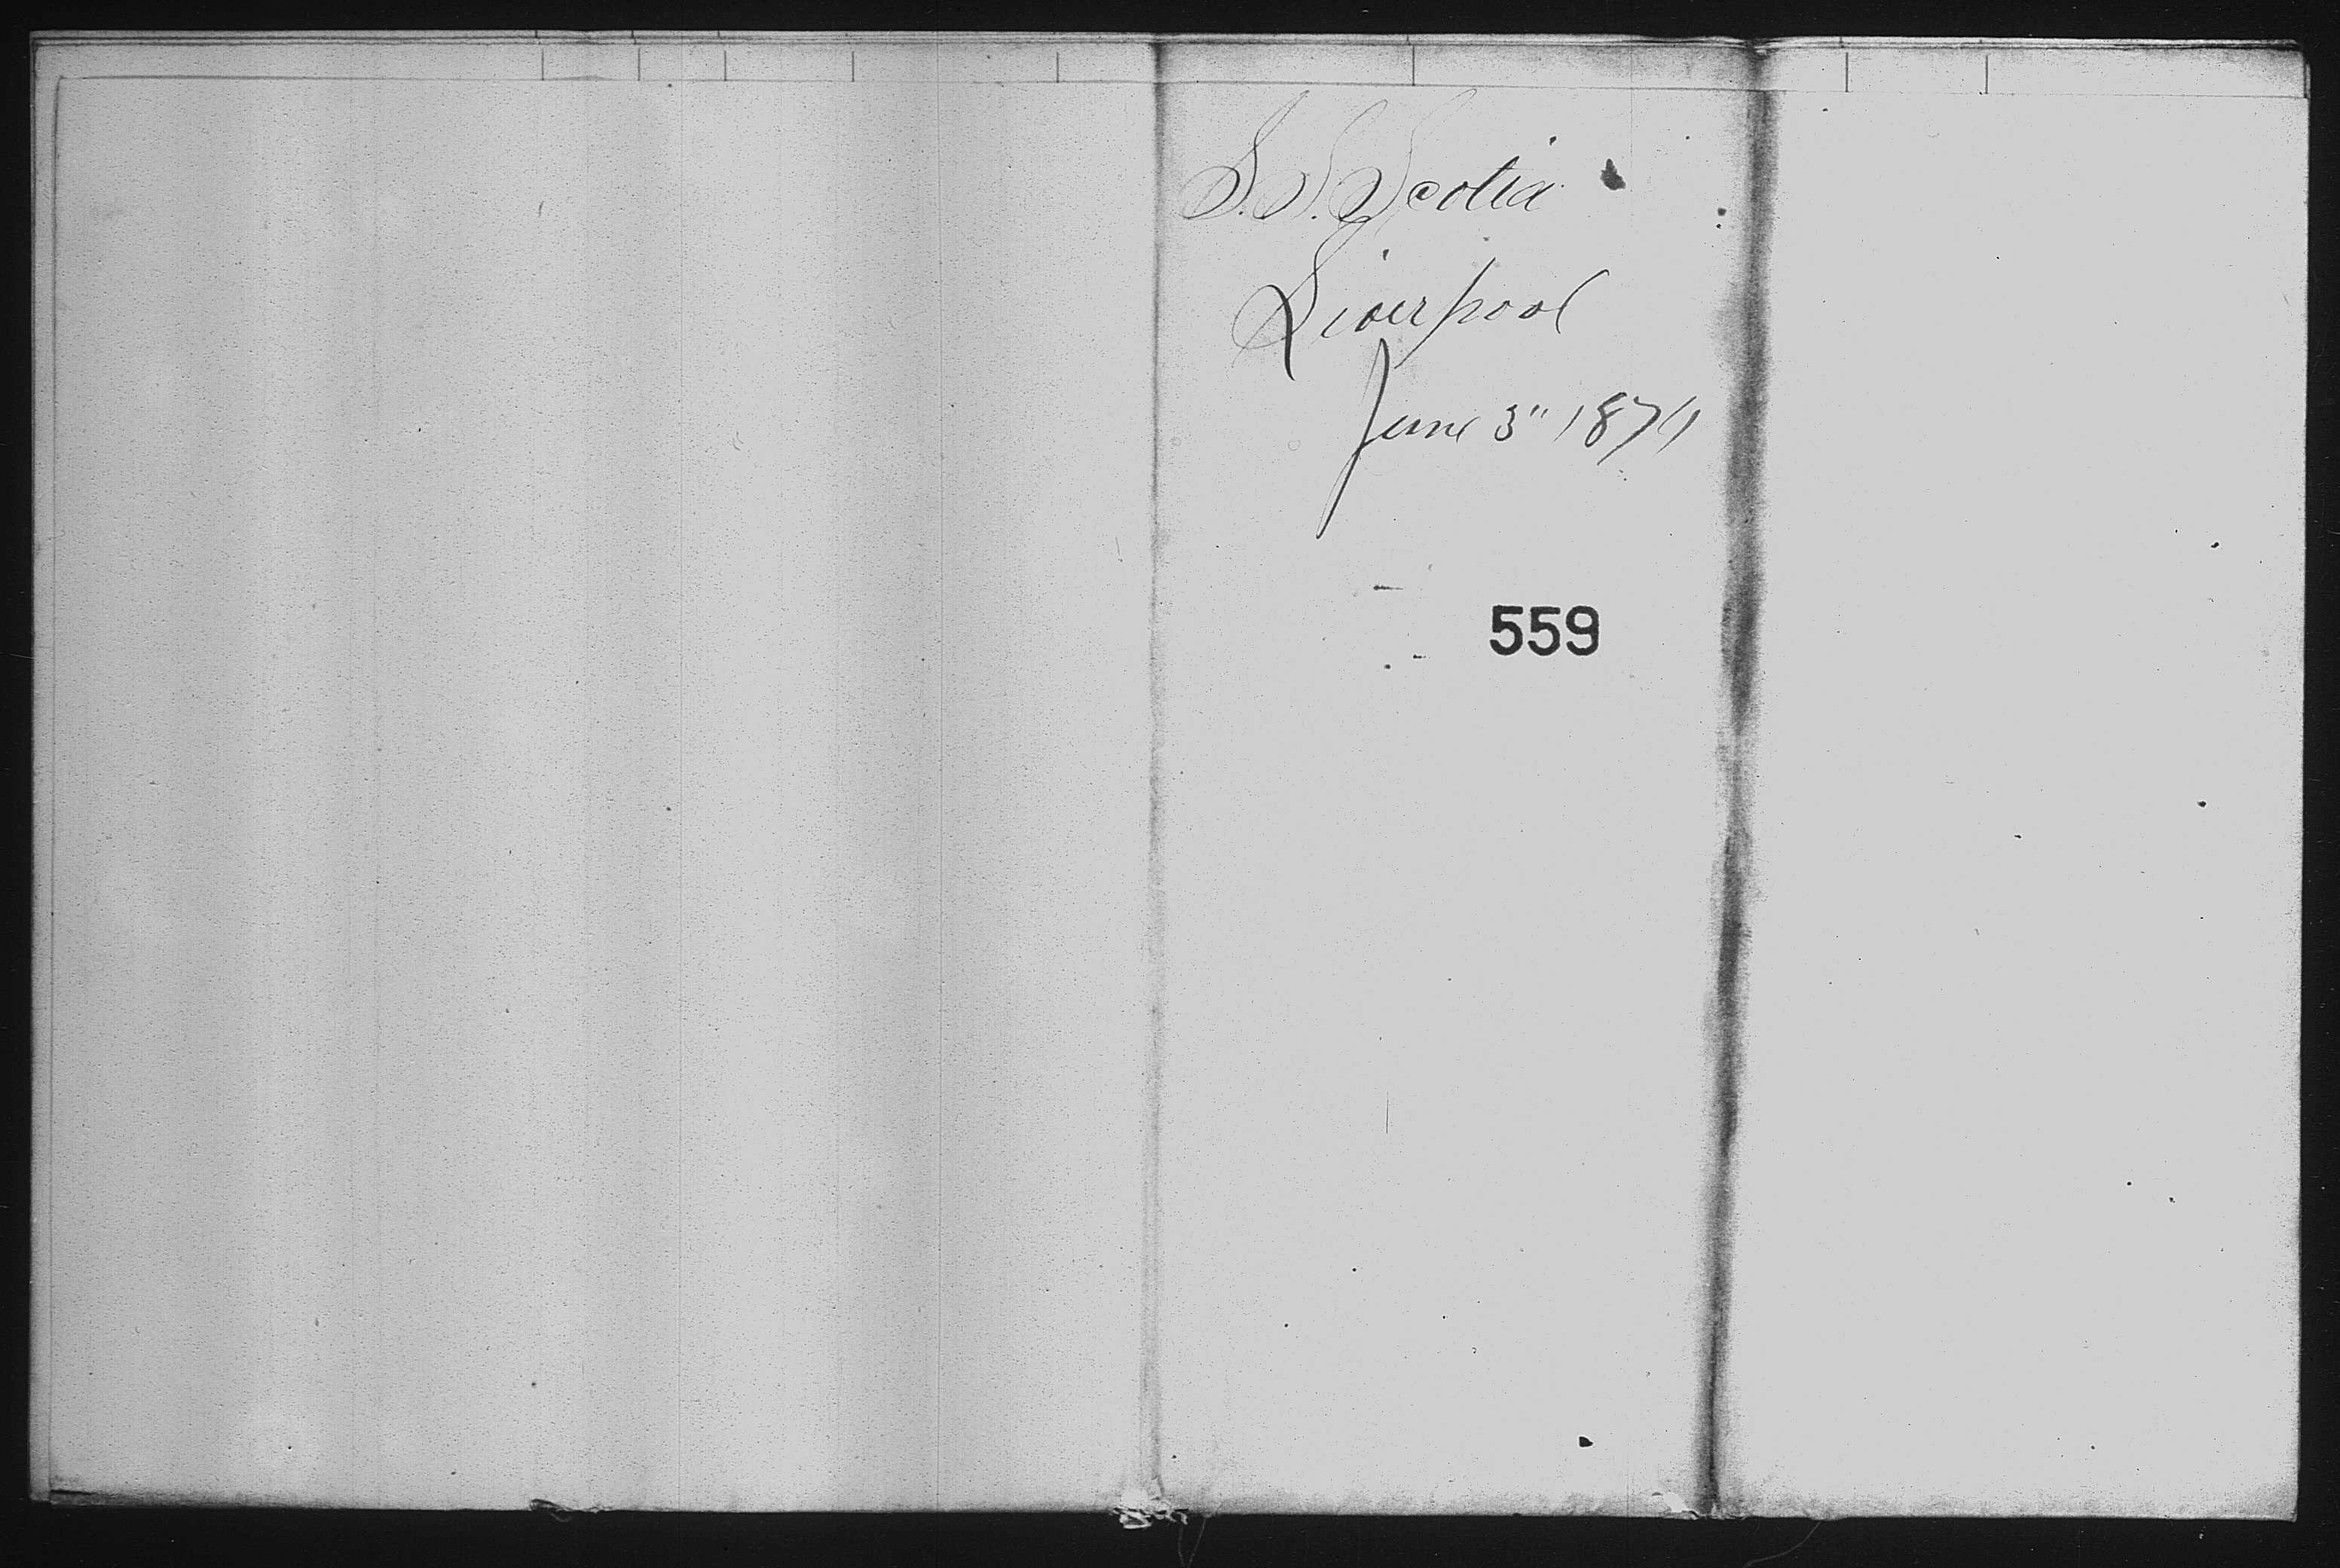 S.S. Scotia
Liverpool
June 3" 1871
559